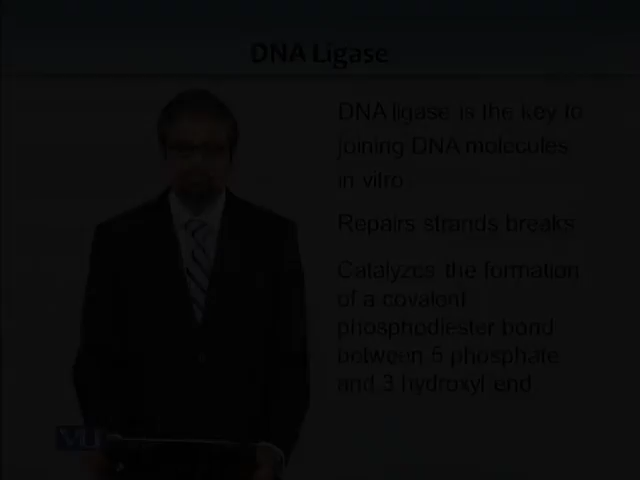 DNA Ligase
DNA ligase is the key to
joining DNA molecules
in vitro
Repairs strands breaks
Catalyzes the formation
of a covalent
phosphodiester bond
between 5 phosphate
and 3 hydroxyl end
VU